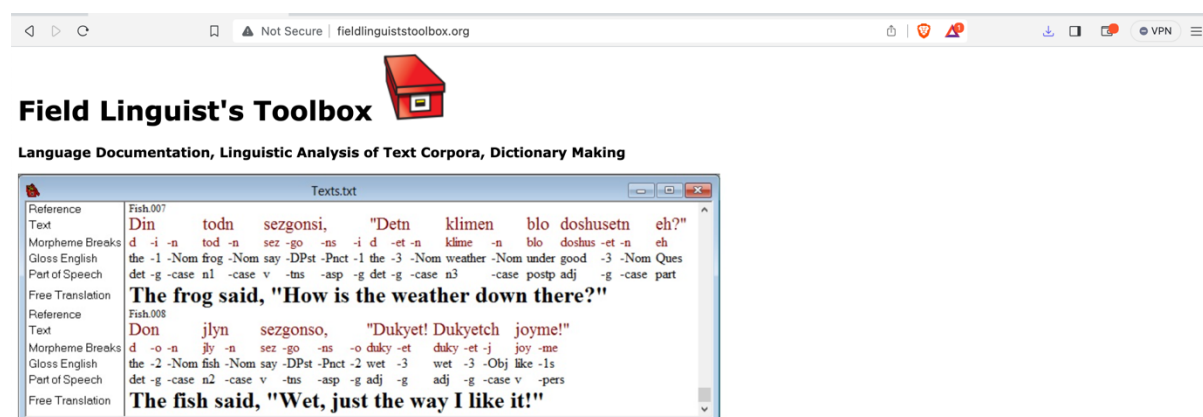 Not Secure | fieldlinguiststoolbox.org VPN
Field Linguist's Toolbox
Language Documentation, Linguistic Analysis of Text Corpora, Dictionary Making
Texts.txt
Reference Fish.007
Text Din todn sezgonsi, "Detn klimen blo doshusetn eh?"
Morpheme Breaks d -i -n tod -n sez -go -ns -i d -et -n klime -n blo doshus -et -n eh
Gloss English the -1 -Nom frog -Nom say -DPst -Pnct -1 the -3 -Nom weather -Nom under good -3 -Nom Ques
Part of Speech det -g -case n1 -case v -tns -asp -g det -g -case n3 -case postp adj -g -case part
Free Translation The frog said, "How is the weather down there?"
Reference Fish.008
Text Don jlyn sezgonso, "Dukyet! Dukyetch joyme!"
Morpheme Breaks d -o -n jly -n sez -go -ns -o duky -et duky -et -j joy -me
Gloss English the -2 -Nom fish -Nom say -DPst -Pnct -2 wet -3 wet -3 -Obj like -1s
Part of Speech det -g -case n2 -case v -tns -asp -g adj -g adj -g -case v -pers
Free Translation The fish said, "Wet, just the way I like it!"